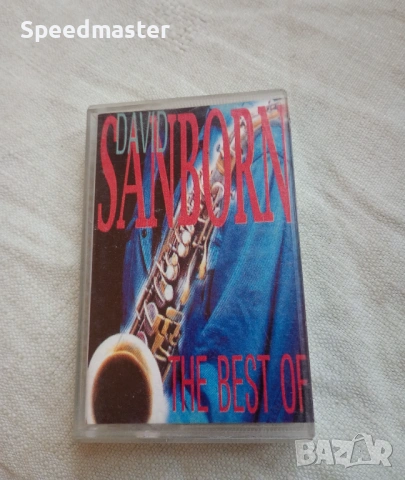 Speedmaster
DAVID
SANBORN
THE BEST OF
BAZAR